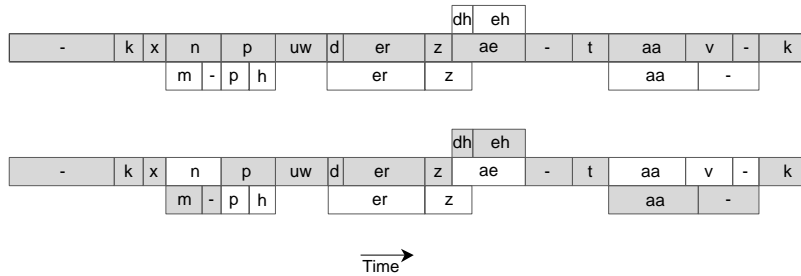 dh eh
- k x n p uw d er z ae - t aa v - k
m - p h er z aa -
dh eh
- k x n p uw d er z ae - t aa v - k
m - p h er z aa -
Time